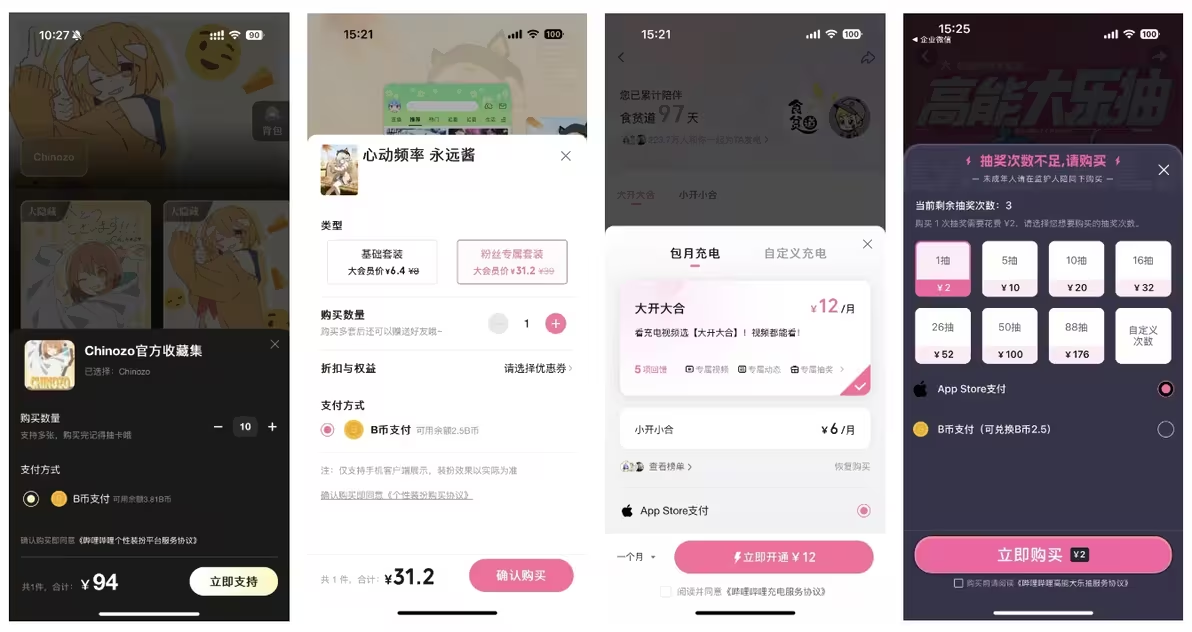 10:27
90
背包
Chinozo
大隐藏
大隐藏
Chinozo官方收藏集
已选择：Chinozo
购买数量
支持多张，购买完记得抽卡哦
10
支付方式
B币支付 可用余额3.81B币
确认购买即同意《哔哩哔哩个性装扮平台服务协议》
共1件，合计：¥94
立即支持
15:21
100
推荐
心动频率 永远酱
类型
基础套装
大会员价¥6.4 ¥8
粉丝专属套装
大会员价¥31.2 ¥39
购买数量
购买多套后还可以赠送好友哦~
1
折扣与权益
请选择优惠券
支付方式
B币支付 可用余额2.5B币
注：仅支持手机客户端展示，装扮效果以实际为准
确认购买即同意《个性装扮购买协议》
共 1 件，合计：¥31.2
确认购买
15:21
100
您已累计陪伴
食贫道97天
食贫道
大开大合
小开小合
包月充电
自定义充电
大开大合
¥12/月
看充电视频选【大开大合】！视频都能看！
5项回馈
专属视频
专属动态
专属抽奖
小开小合
¥6/月
查看榜单
恢复购买
App Store支付
一个月
立即开通 ¥ 12
阅读并同意《哔哩哔哩充电服务协议》
15:25
企业微信
100
高能大乐抽
抽奖次数不足,请购买
未成年人请在监护人陪同下购买
当前剩余抽奖次数：3
购买 1 次抽奖需要花费 ¥2，请选择您想要购买的抽奖次数。
1抽
5抽
10抽
16抽
¥ 2
¥ 10
¥ 20
¥ 32
26抽
50抽
88抽
自定义
次数
¥ 52
¥ 100
¥ 176
App Store支付
B币支付（可兑换B币2.5）
立即购买 ¥2
购买前请阅读《哔哩哔哩高能大乐抽服务协议》